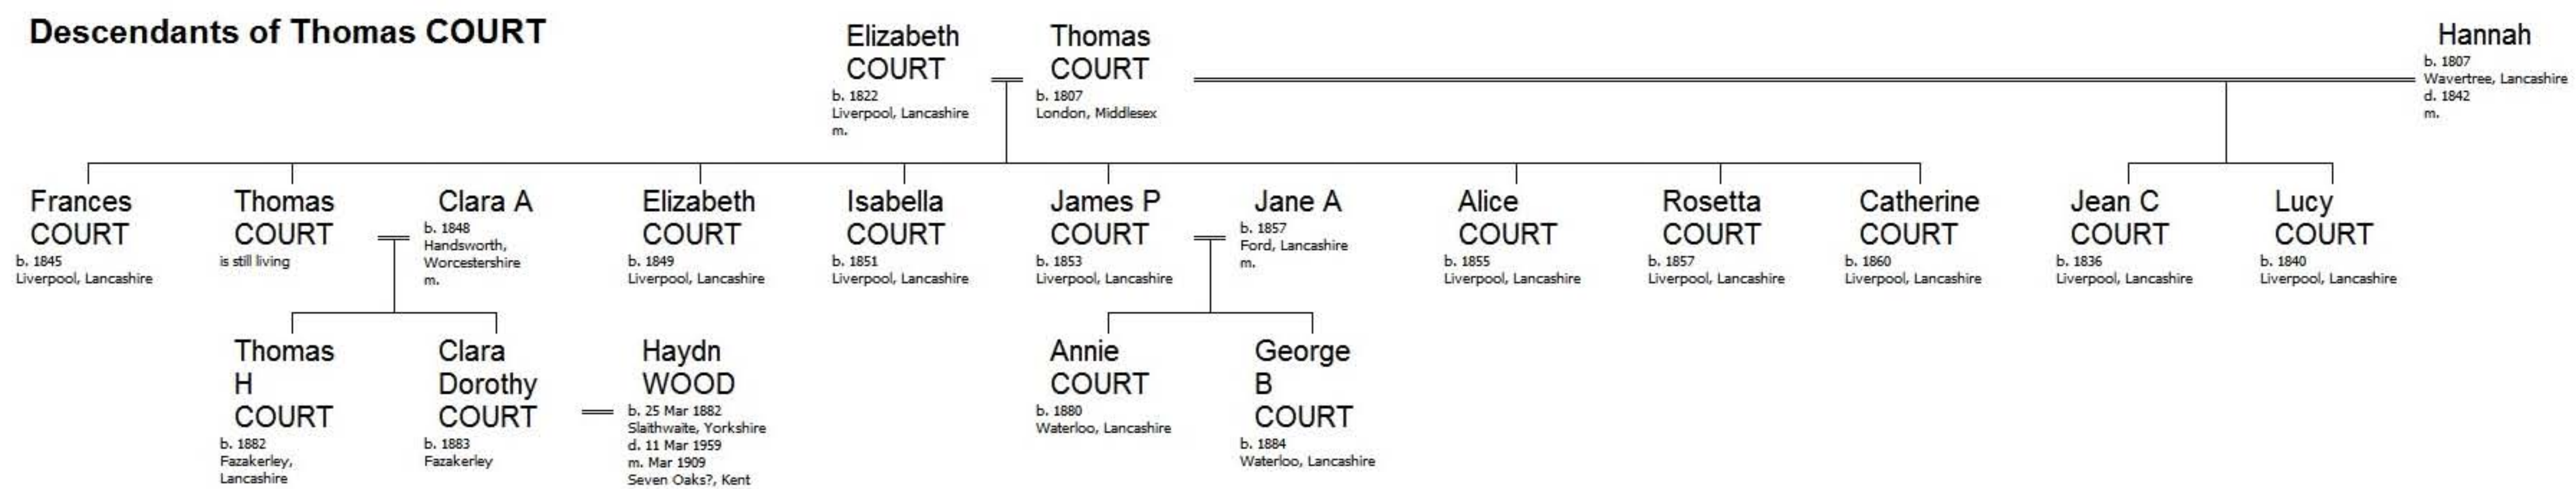 Descendants of Thomas COURT
Elizabeth
COURT
b. 1822
Liverpool, Lancashire
m.
Thomas
COURT
b. 1807
London, Middlesex
Hannah
b. 1807
Wavertree, Lancashire
d. 1842
m.
Frances
COURT
b. 1845
Liverpool, Lancashire
Thomas
COURT
is still living
Clara A
b. 1848
Handsworth,
Worcestershire
m.
Elizabeth
COURT
b. 1849
Liverpool, Lancashire
Isabella
COURT
b. 1851
Liverpool, Lancashire
James P
COURT
b. 1853
Liverpool, Lancashire
Jane A
b. 1857
Ford, Lancashire
m.
Alice
COURT
b. 1855
Liverpool, Lancashire
Rosetta
COURT
b. 1857
Liverpool, Lancashire
Catherine
COURT
b. 1860
Liverpool, Lancashire
Jean C
COURT
b. 1836
Liverpool, Lancashire
Lucy
COURT
b. 1840
Liverpool, Lancashire
Thomas
H
COURT
b. 1882
Fazakerley,
Lancashire
Clara
Dorothy
COURT
b. 1883
Fazakerley
Haydn
WOOD
b. 25 Mar 1882
Slaithwaite, Yorkshire
d. 11 Mar 1959
m. Mar 1909
Seven Oaks?, Kent
Annie
COURT
b. 1880
Waterloo, Lancashire
George
B
COURT
b. 1884
Waterloo, Lancashire